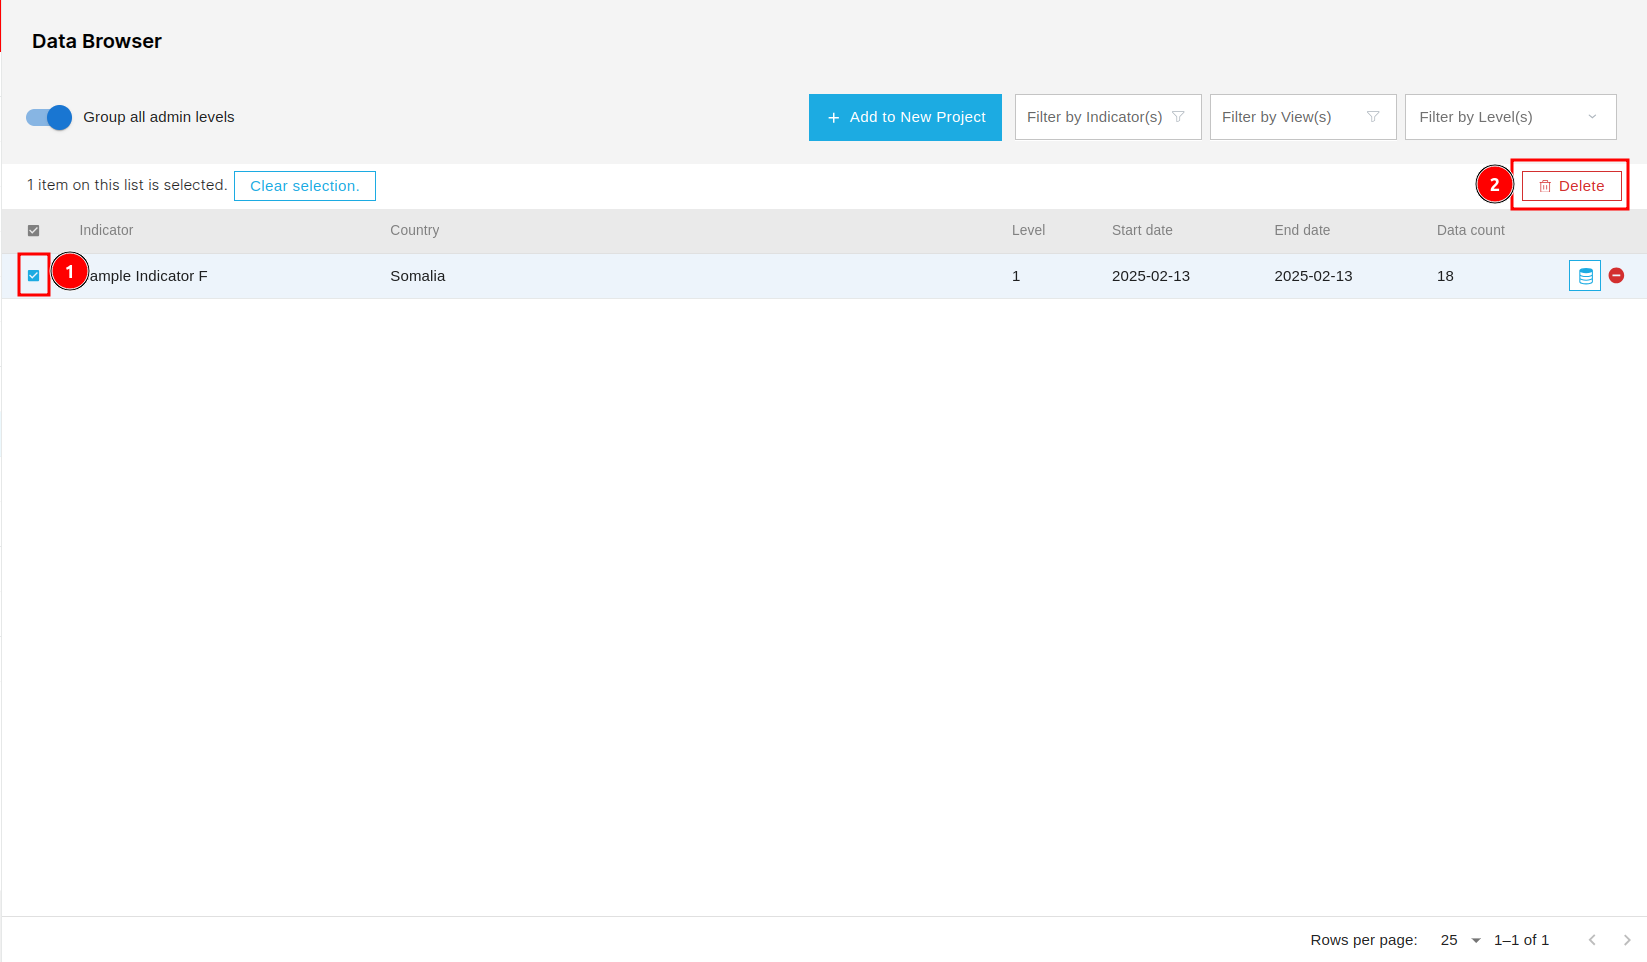 Data Browser
Group all admin levels
+ Add to New Project
Filter by Indicator(s)
Filter by View(s)
Filter by Level(s)
1 item on this list is selected.
Clear selection.
2
Delete
Indicator Country Level Start date End date Data count
1
ample Indicator F Somalia 1 2025-02-13 2025-02-13 18
Rows per page: 25 1–1 of 1